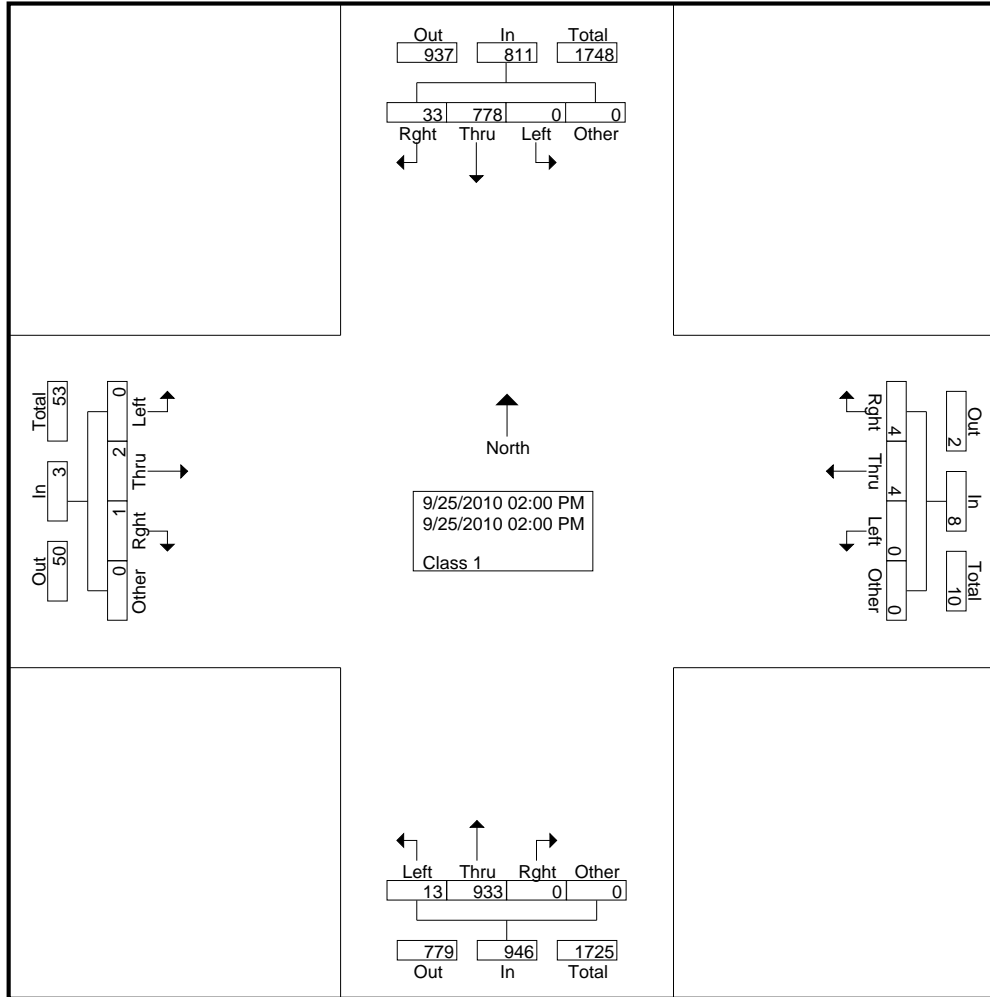 Out In Total
937 811 1748
33 778 0 0
Rght Thru Left Other
Total 53
In 3
Out 50
0 2 1 0
Left Thru Rght Other
North
9/25/2010 02:00 PM
9/25/2010 02:00 PM
Class 1
Rght Thru Left Other
4 4 0 0
Out 2
In 8
Total 10
Left Thru Rght Other
13 933 0 0
779 946 1725
Out In Total